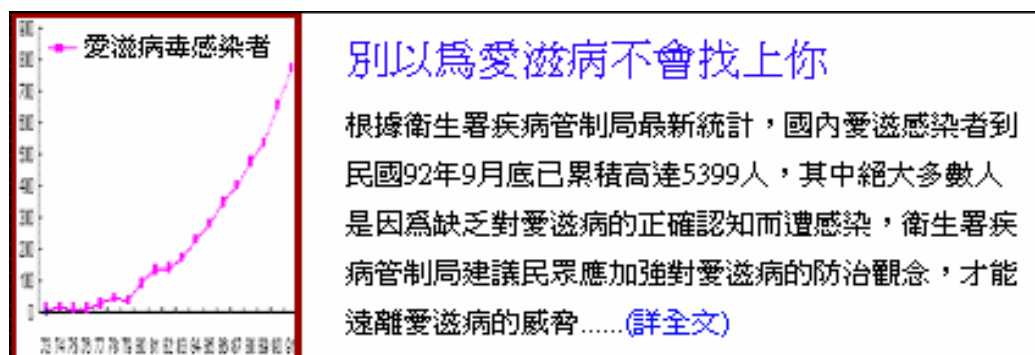 愛滋病毒感染者
別以為愛滋病不會找上你
根據衛生署疾病管制局最新統計，國內愛滋感染者到
民國92年9月底已累積高達5399人，其中絕大多數人
是因為缺乏對愛滋病的正確認知而遭感染，衛生署疾
病管制局建議民眾應加強對愛滋病的防治觀念，才能
遠離愛滋病的威脅......(詳全文)